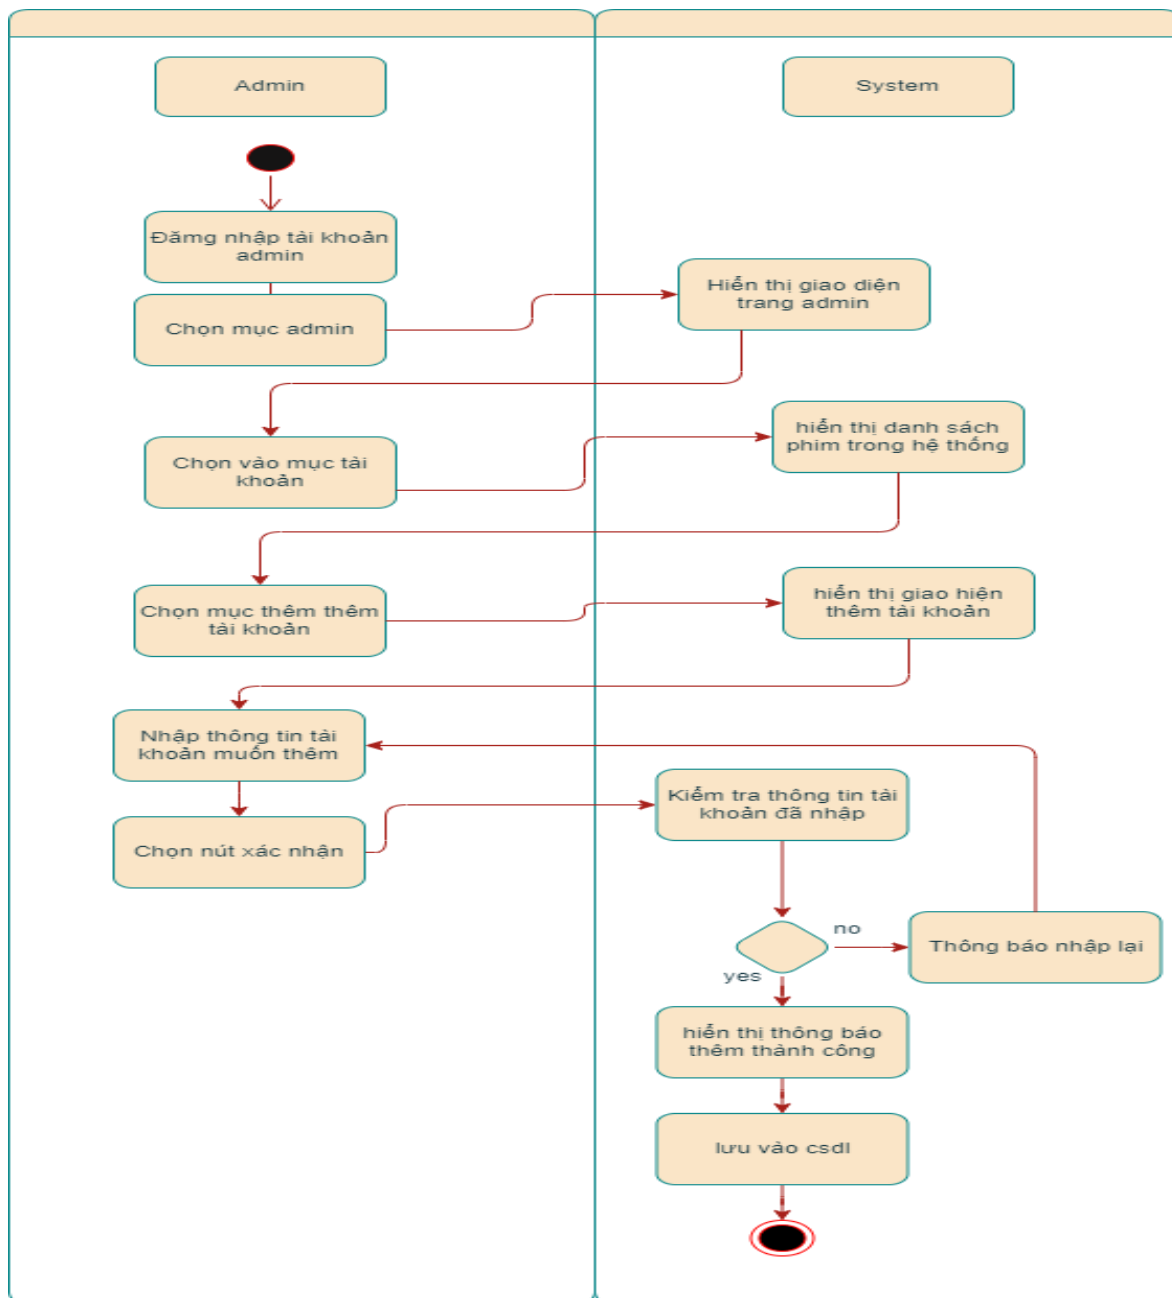 Admin
System
Đămg nhập tài khoản
admin
Hiển thị giao diện
trang admin
Chọn mục admin
hiển thị danh sách
phim trong hệ thống
Chọn vào mục tài
khoản
hiển thị giao hiện
thêm tài khoản
Chọn mục thêm thêm
tài khoản
Nhập thông tin tài
khoản muốn thêm
Kiểm tra thông tin tài
khoản đã nhập
Chọn nút xác nhận
no
Thông báo nhập lại
yes
hiển thị thông báo
thêm thành công
lưu vào csdl